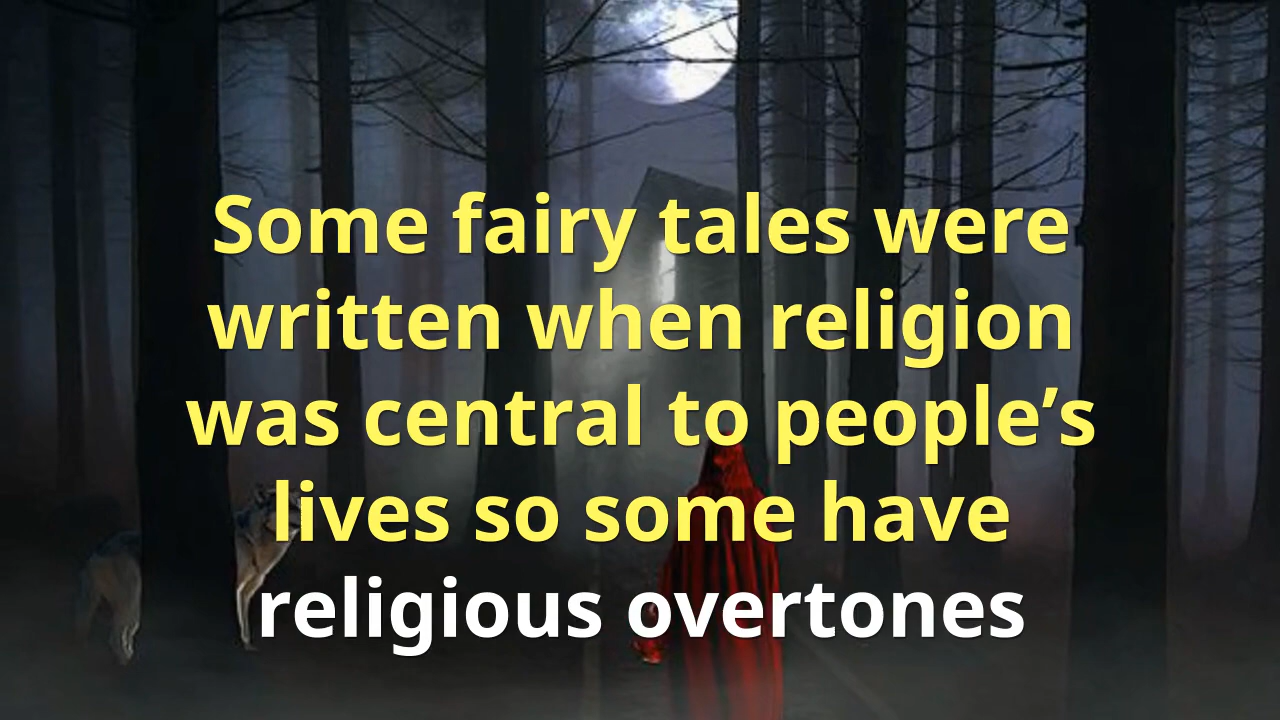 Some fairy tales were
written when religion
was central to people’s
lives so some have
religious overtones